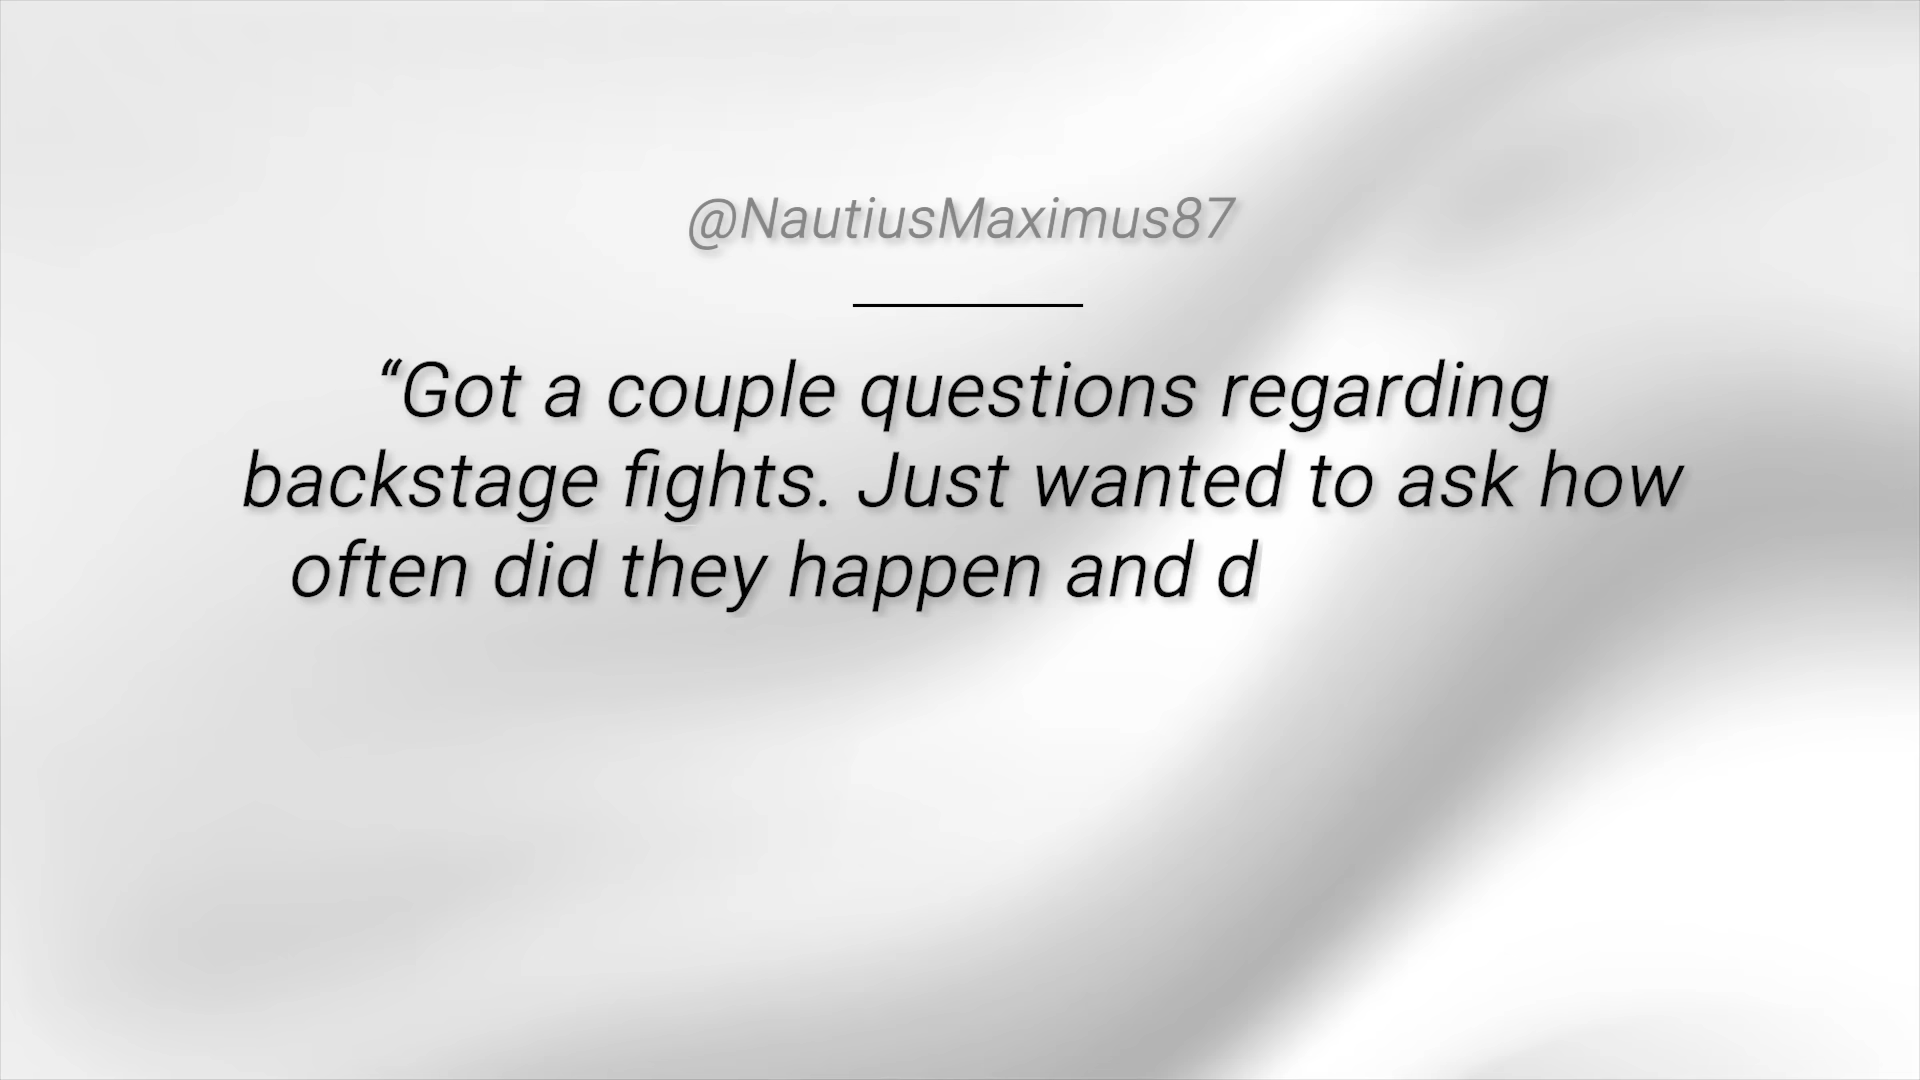 @NautiusMaximus87
“Got a couple questions regarding
backstage fights. Just wanted to ask how
often did they happen and d